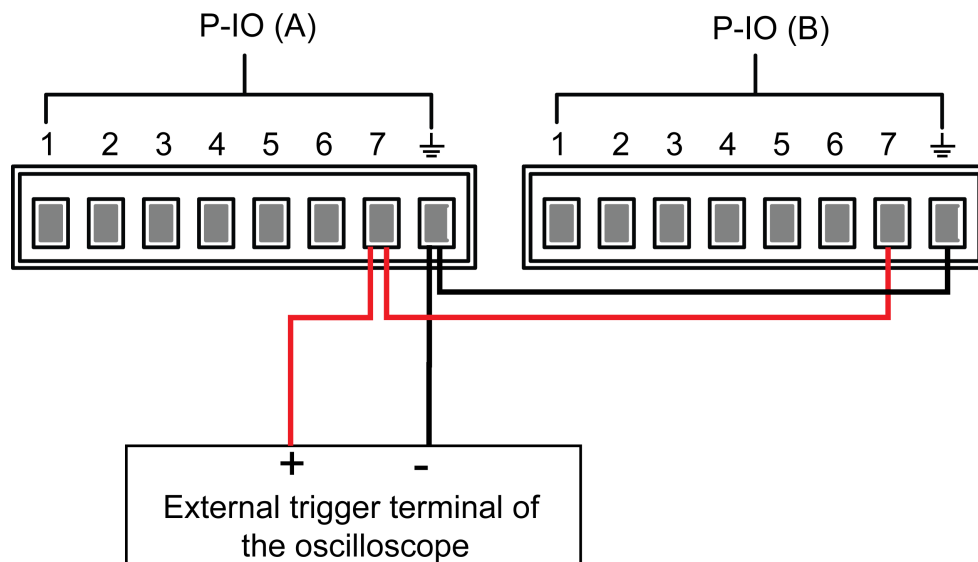 P-IO (A)
P-IO (B)
1 2 3 4 5 6 7
1 2 3 4 5 6 7
+ -
External trigger terminal of
the oscilloscope